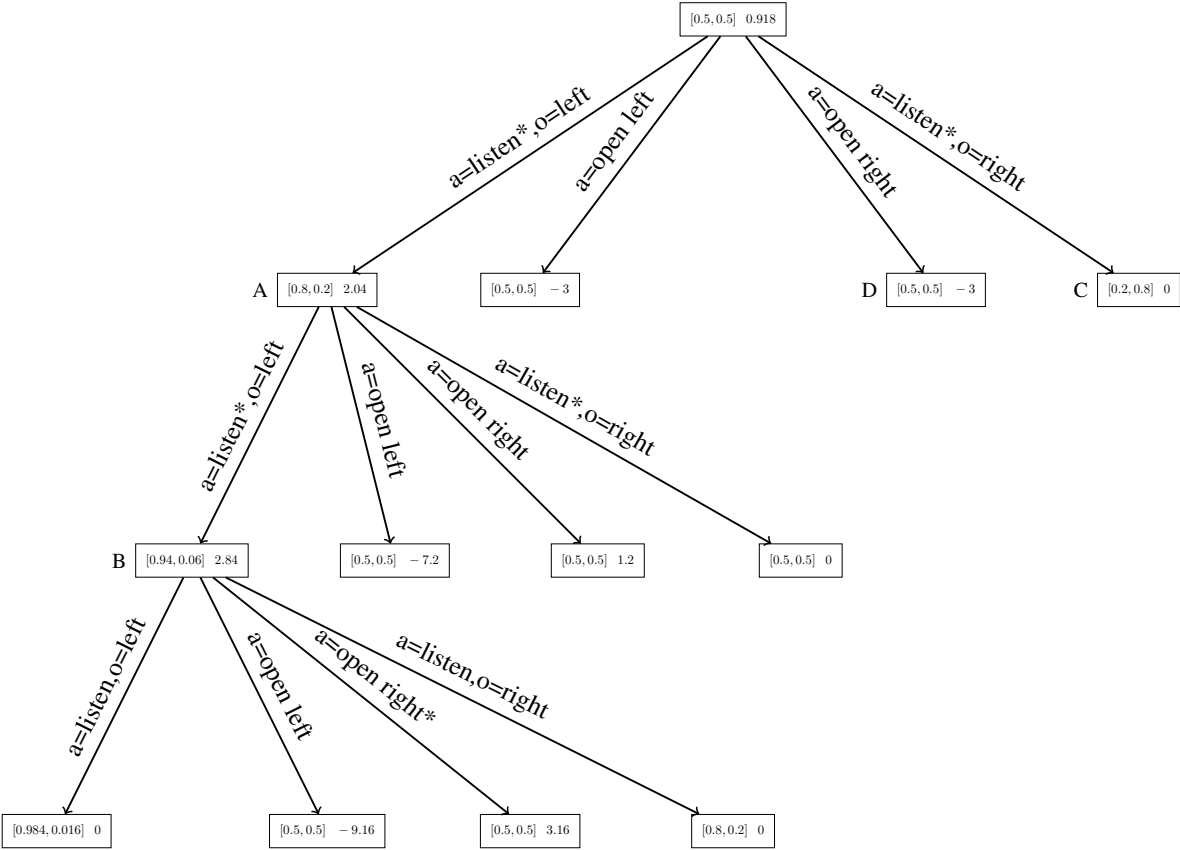 [0.5, 0.5] 0.918
a=listen*,o=left
a=open left
a=open right
a=listen*,o=right
A
[0.8, 0.2] 2.04
[0.5, 0.5] − 3
D
[0.5, 0.5] − 3
C
[0.2, 0.8] 0
a=listen*,o=left
a=open left
a=open right
a=listen*,o=right
B
[0.94, 0.06] 2.84
[0.5, 0.5] − 7.2
[0.5, 0.5] 1.2
[0.5, 0.5] 0
a=listen,o=left
a=open left
a=open right*
a=listen,o=right
[0.984, 0.016] 0
[0.5, 0.5] − 9.16
[0.5, 0.5] 3.16
[0.8, 0.2] 0